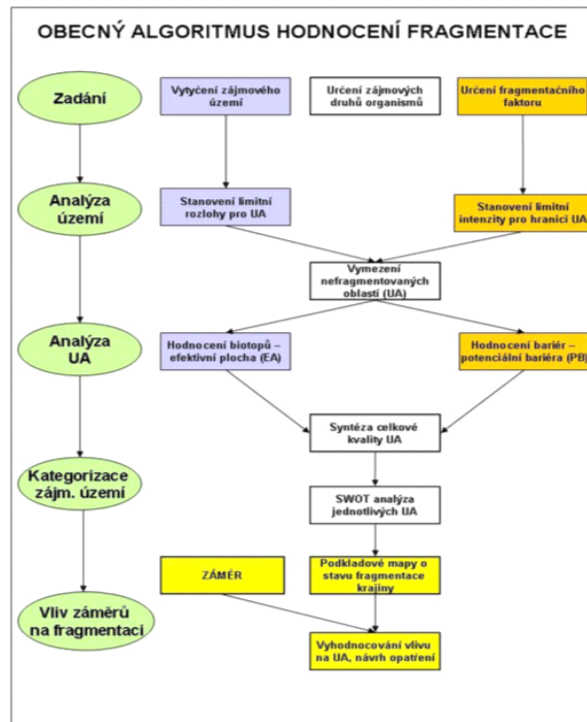 OBECNÝ ALGORITMUS HODNOCENÍ FRAGMENTACE
Zadání
Vytyčení zájmového
území
Určení zájmových
druhů organismů
Určení fragmentačního
faktoru
Analýza
území
Stanovení limitní
rozlohy pro UA
Stanovení limitní
intenzity pro hranici UA
Vymezení
nefragmentovaných
oblastí (UA)
Analýza
UA
Hodnocení biotopů –
efektivní plocha (EA)
Hodnocení bariér –
potenciální bariéra (PB)
Syntéza celkové
kvality UA
Kategorizace
zájm. území
SWOT analýza
jednotlivých UA
ZÁMĚR
Podkladové mapy o
stavu fragmentace
krajiny
Vliv záměrů
na fragmentaci
Vyhodnocování vlivu
na UA, návrh opatření